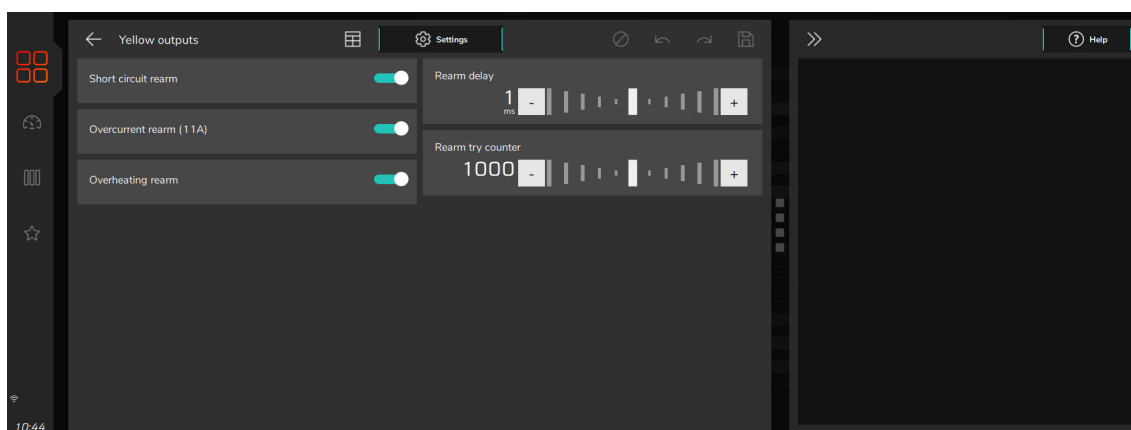 Yellow outputs
Settings
Help
Short circuit rearm
Overcurrent rearm (11A)
Overheating rearm
Rearm delay
1
ms
-
+
Rearm try counter
1000
-
+
10:44